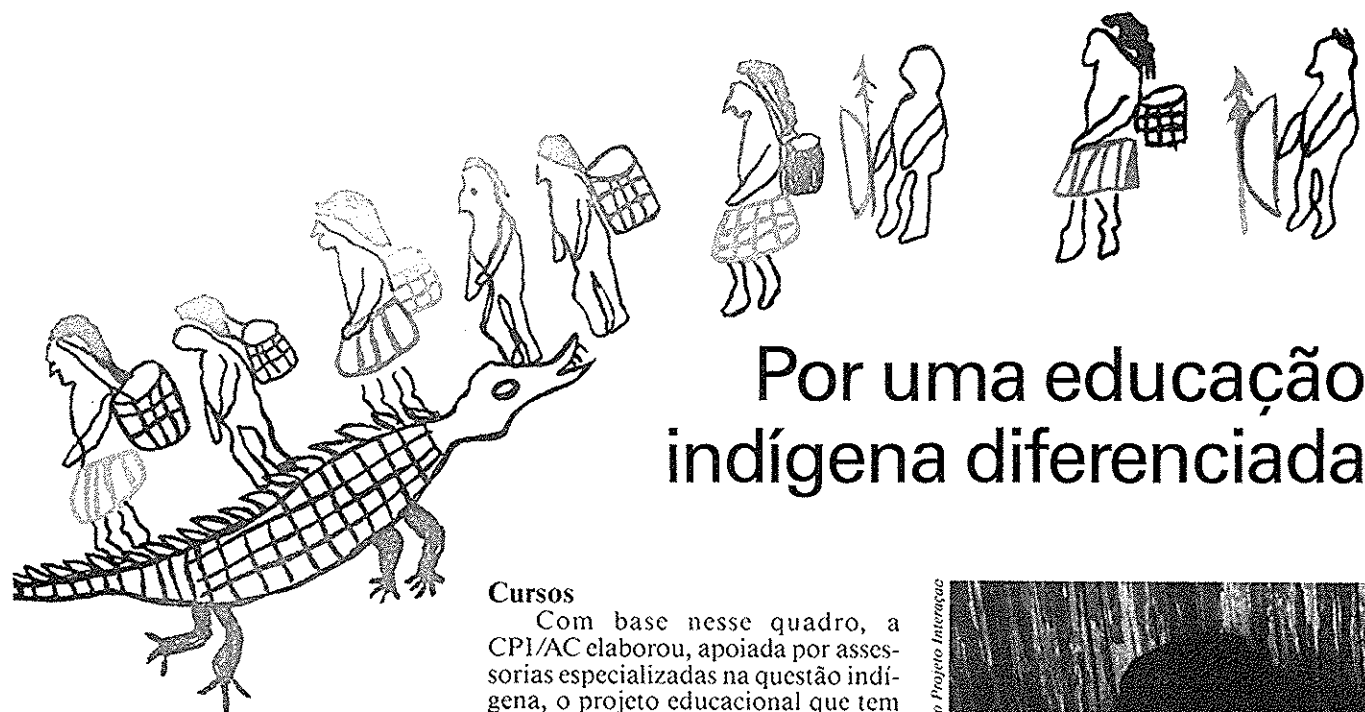 Por uma educação
indígena diferenciada
Cursos
Com base nesse quadro, a
CPI/AC elaborou, apoiada por asses-
sorias especializadas na questão indí-
gena, o projeto educacional que tem
o Projeto Interação